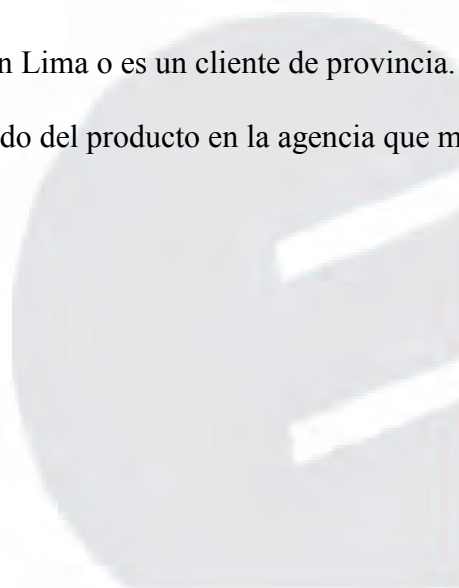 n Lima o es un cliente de provincia.
do del producto en la agencia que m